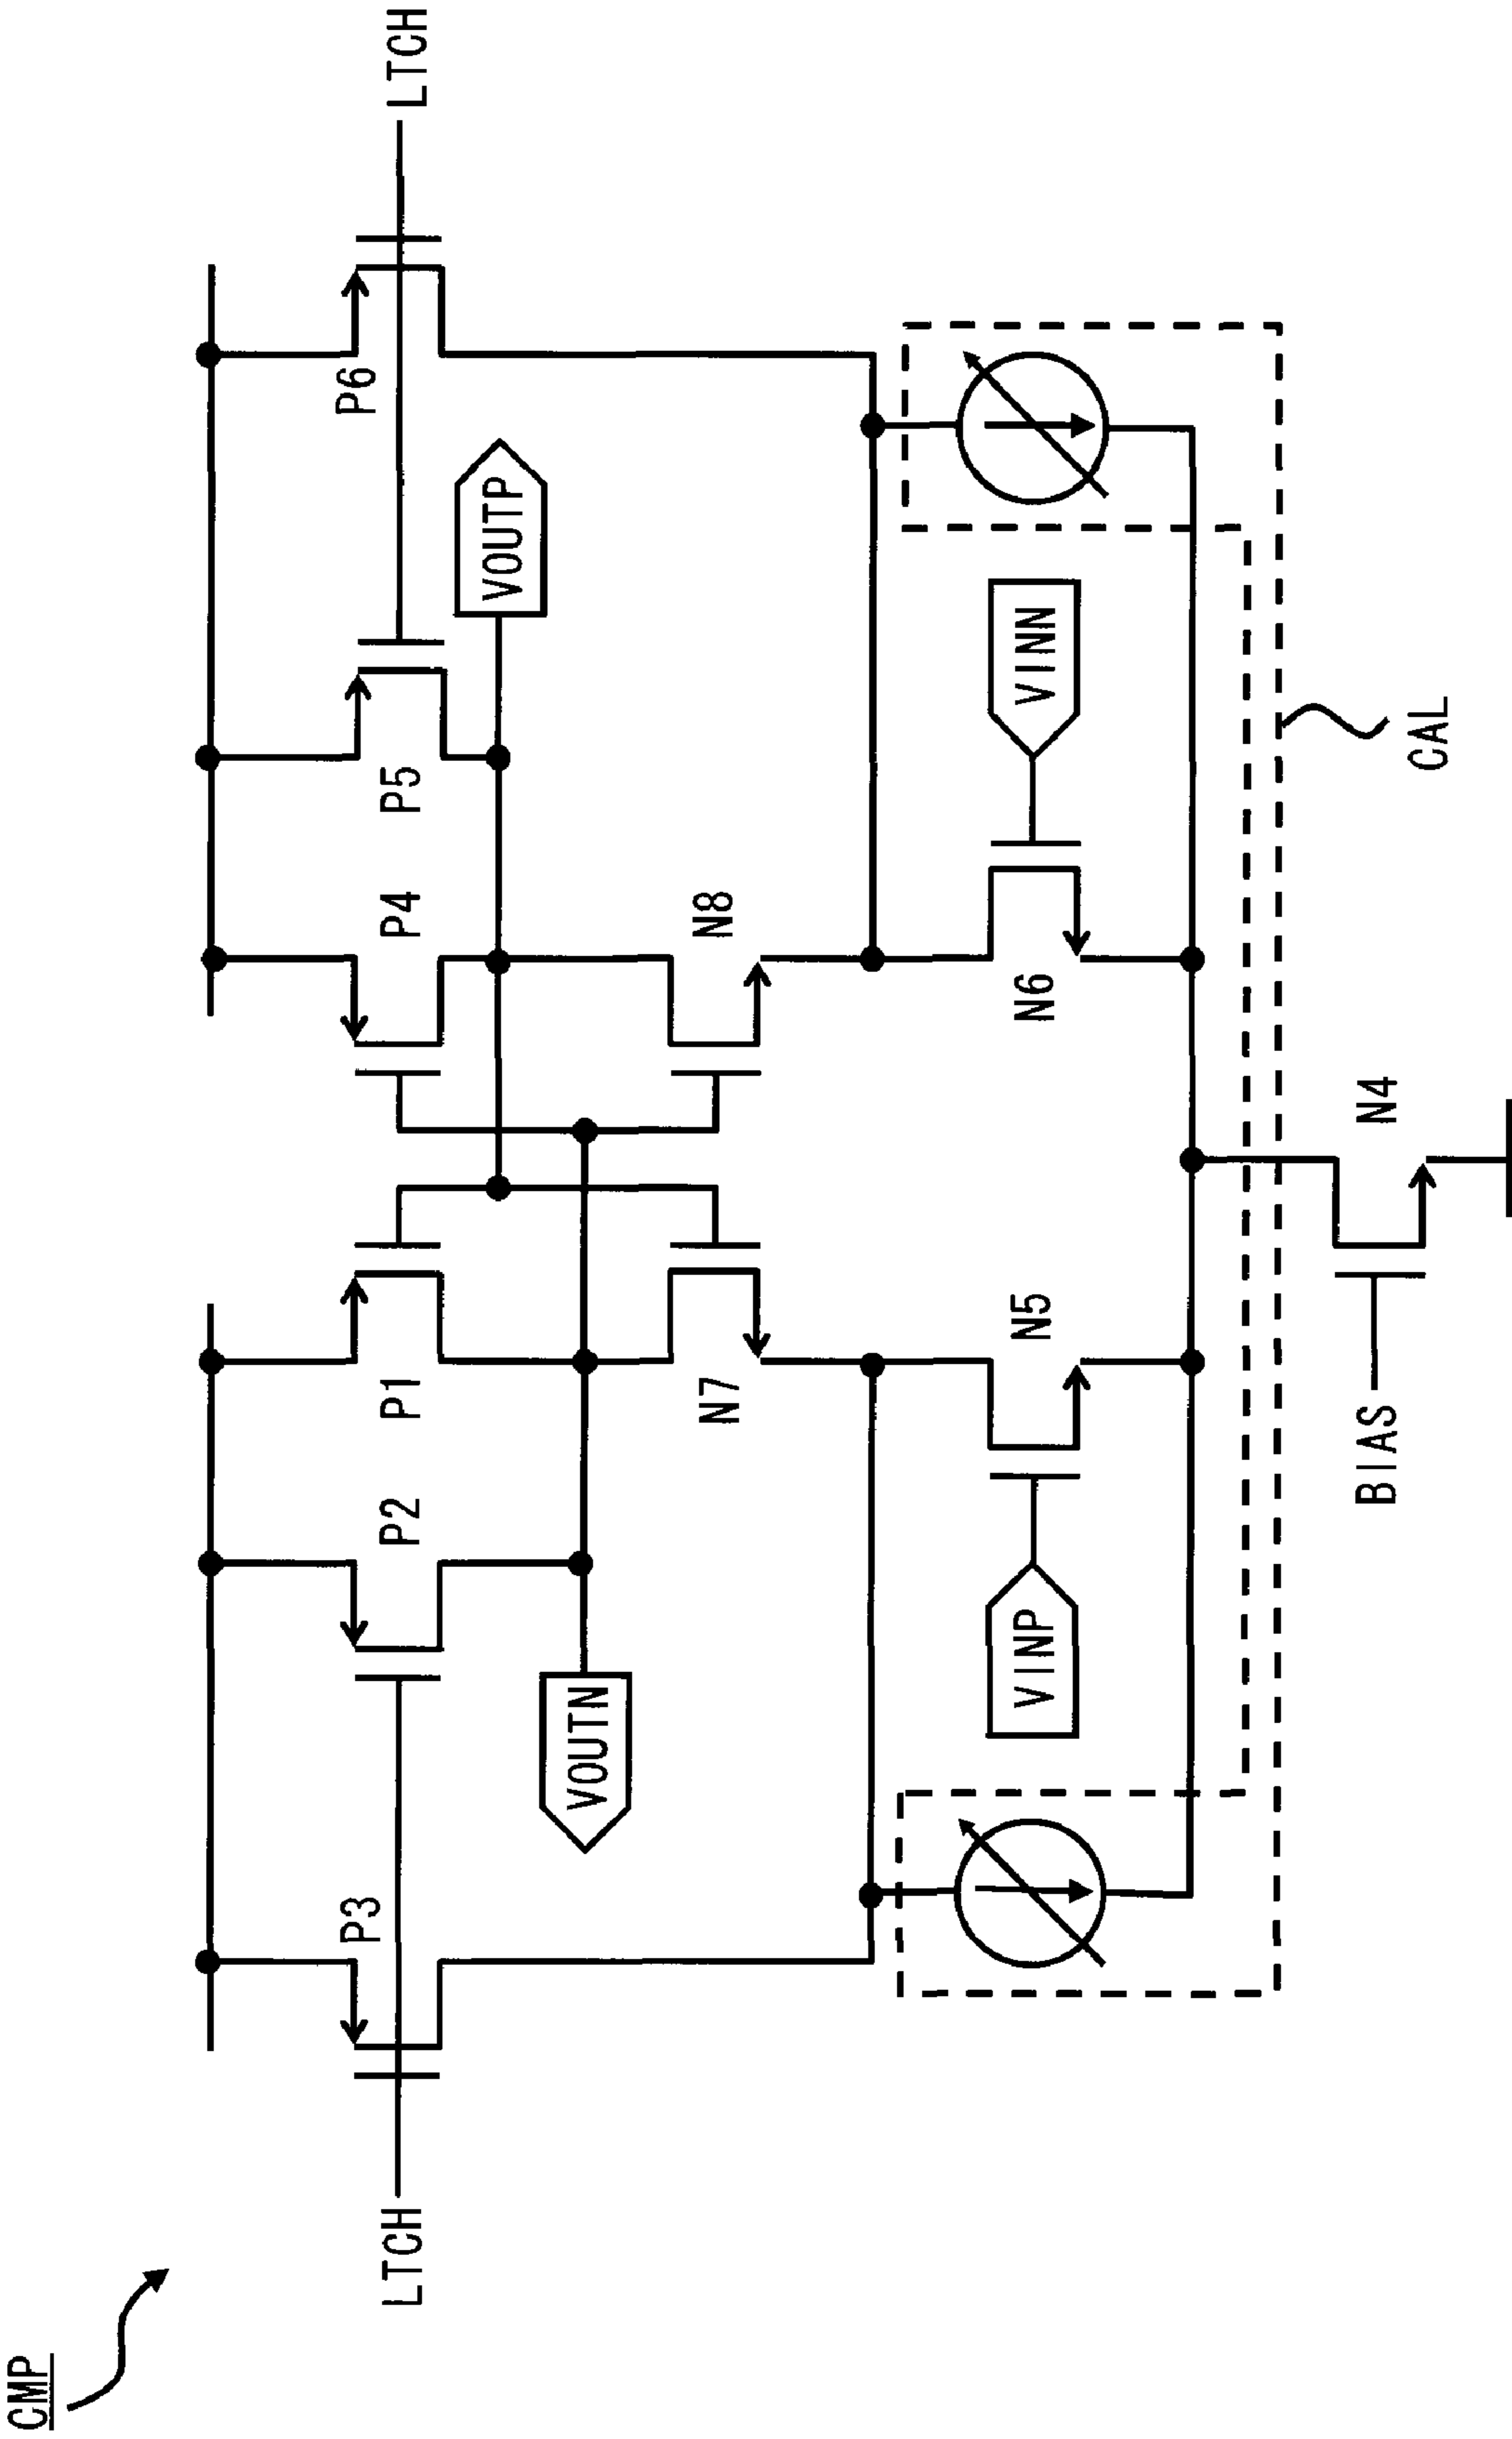 CMP
LTCH
LTCH
P3
P2
P1
P4
P5
P6
VOUTN
VOUTP
N7
N8
VINP
N5
N6
VINN
BIAS
N4
CAL